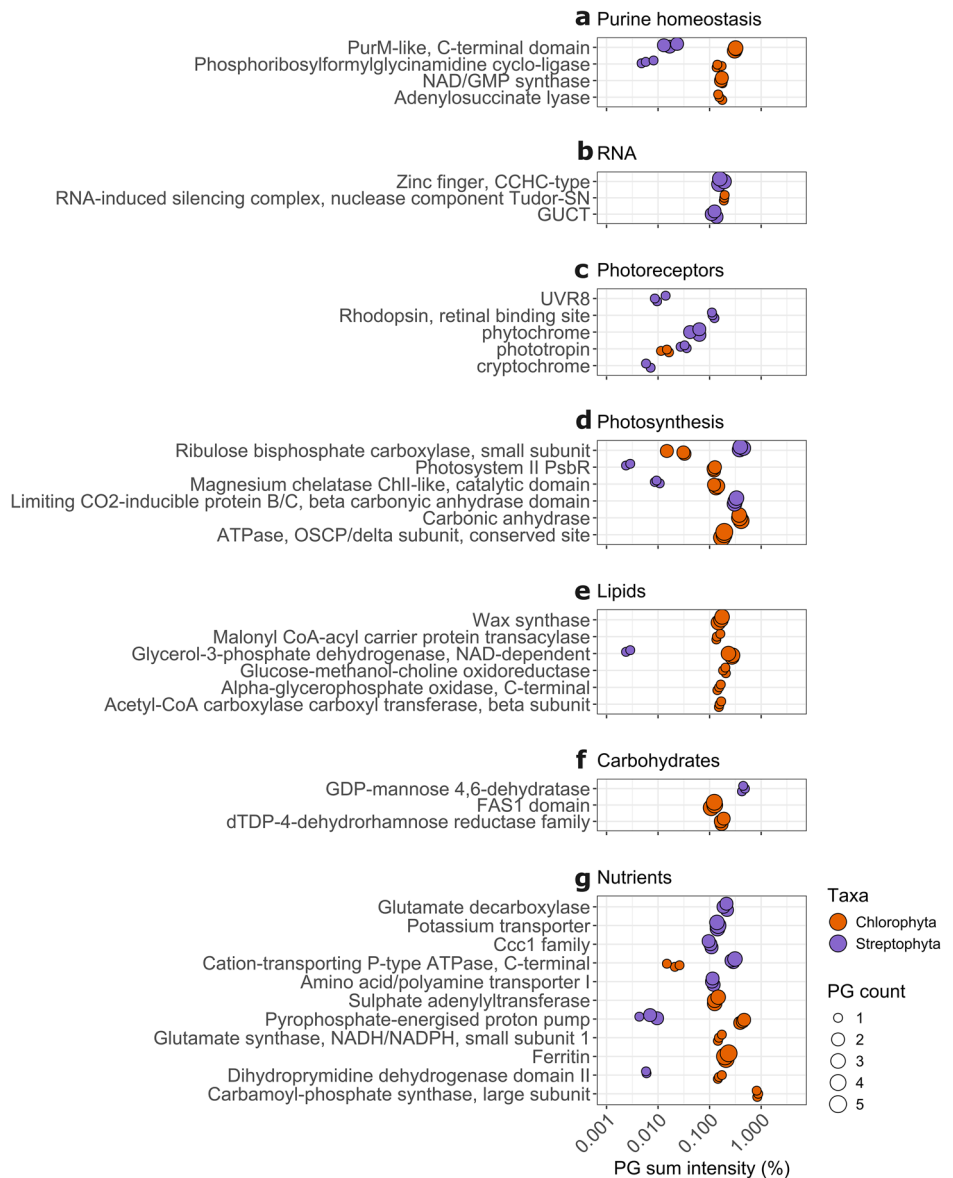 a Purine homeostasis
PurM-like, C-terminal domain
Phosphoribosylformylglycinamidine cyclo-ligase
NAD/GMP synthase
Adenylosuccinate lyase
b RNA
Zinc finger, CCHC-type
RNA-induced silencing complex, nuclease component Tudor-SN
GUCT
c Photoreceptors
UVR8
Rhodopsin, retinal binding site
phytochrome
phototropin
cryptochrome
d Photosynthesis
Ribulose bisphosphate carboxylase, small subunit
Photosystem II PsbR
Magnesium chelatase ChlI-like, catalytic domain
Limiting CO2-inducible protein B/C, beta carbonyic anhydrase domain
Carbonic anhydrase
ATPase, OSCP/delta subunit, conserved site
e Lipids
Wax synthase
Malonyl CoA-acyl carrier protein transacylase
Glycerol-3-phosphate dehydrogenase, NAD-dependent
Glucose-methanol-choline oxidoreductase
Alpha-glycerophosphate oxidase, C-terminal
Acetyl-CoA carboxylase carboxyl transferase, beta subunit
f Carbohydrates
GDP-mannose 4,6-dehydratase
FAS1 domain
dTDP-4-dehydrorhamnose reductase family
g Nutrients
Glutamate decarboxylase
Potassium transporter
Ccc1 family
Cation-transporting P-type ATPase, C-terminal
Amino acid/polyamine transporter I
Sulphate adenylyltransferase
Pyrophosphate-energised proton pump
Glutamate synthase, NADH/NADPH, small subunit 1
Ferritin
Dihydroprymidine dehydrogenase domain II
Carbamoyl-phosphate synthase, large subunit
0.001 0.010 0.100 1.000
PG sum intensity (%)
Taxa
Chlorophyta
Streptophyta
PG count
1
2
3
4
5